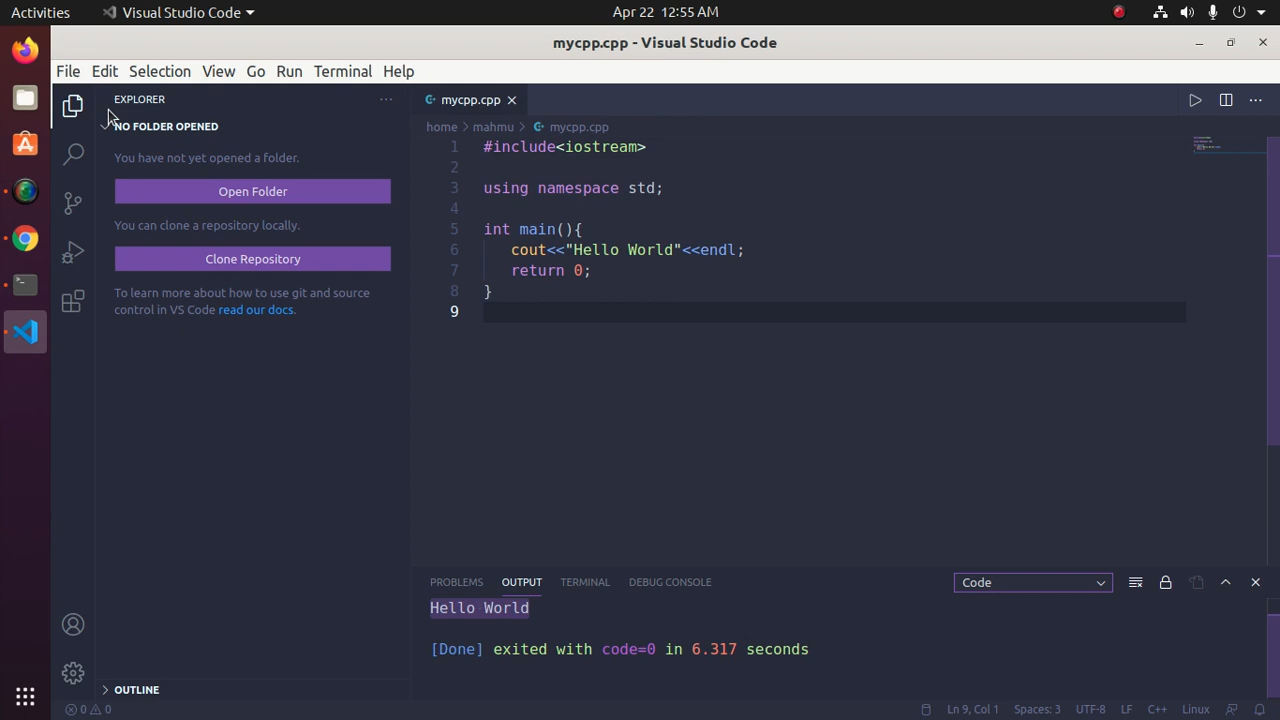 Activities Visual Studio Code Apr 22 12:55 AM
mycpp.cpp - Visual Studio Code
File Edit Selection View Go Run Terminal Help
EXPLORER
NO FOLDER OPENED
You have not yet opened a folder.
Open Folder
You can clone a repository locally.
Clone Repository
To learn more about how to use git and source
control in VS Code read our docs.
OUTLINE
mycpp.cpp
home > mahmu > mycpp.cpp
1 #include<iostream>
2
3 using namespace std;
4
5 int main(){
6 cout<<"Hello World"<<endl;
7 return 0;
8 }
9
PROBLEMS OUTPUT TERMINAL DEBUG CONSOLE Code
Hello World
[Done] exited with code=0 in 6.317 seconds
0 0 Ln 9, Col 1 Spaces: 3 UTF-8 LF C++ Linux